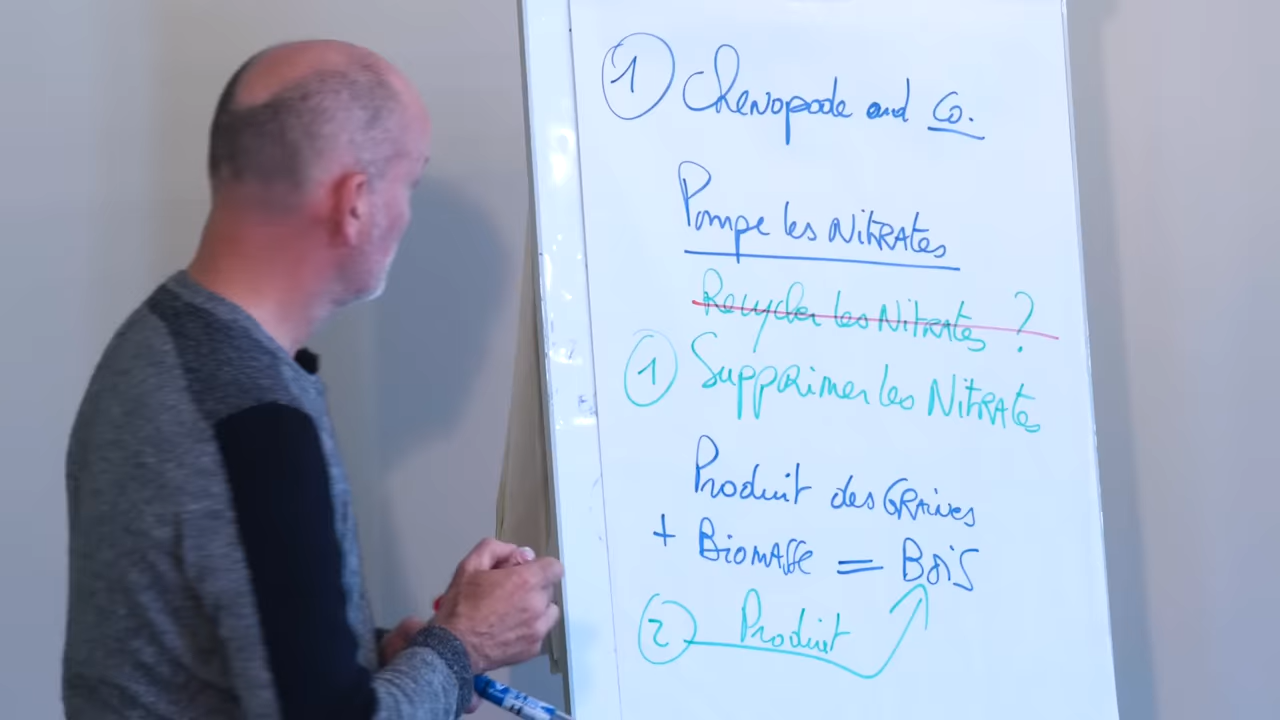 1 Chenopode and Co.
Pompe les Nitrates
Recycler les Nitrates ?
1 Supprimer les Nitrates
Produit des Graines
+ Biomasse = Bois
2 Produit